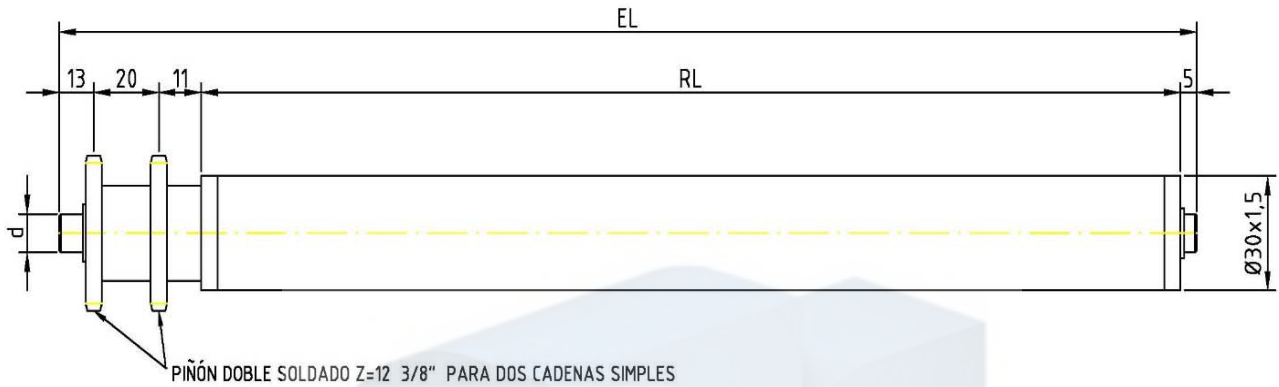 EL
13 20 11 RL 5
d
Ø30x1,5
PIÑÓN DOBLE SOLDADO Z=12 3/8" PARA DOS CADENAS SIMPLES